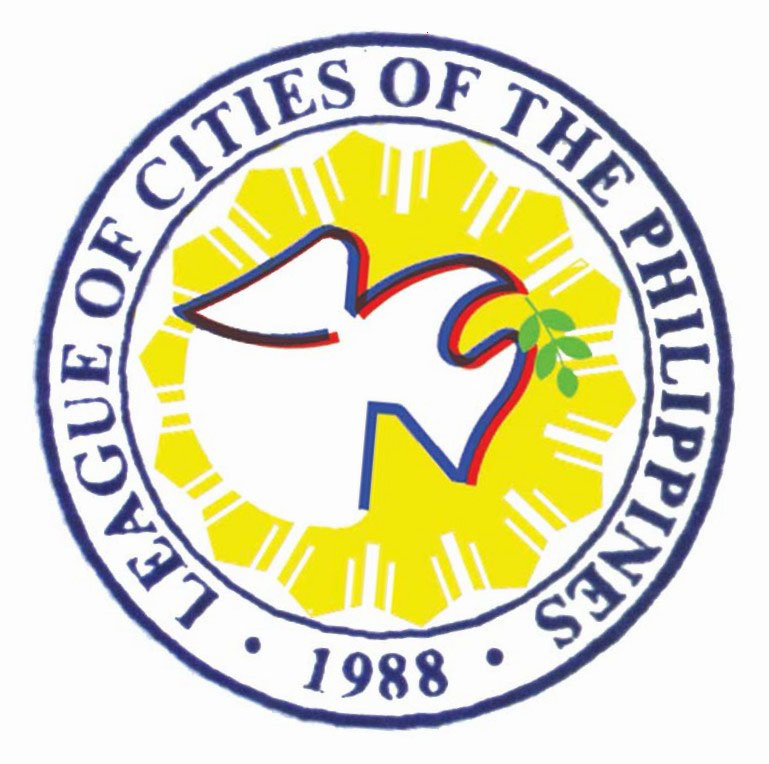 LEAGUE OF CITIES OF THE PHILIPPINES
• 1988 •